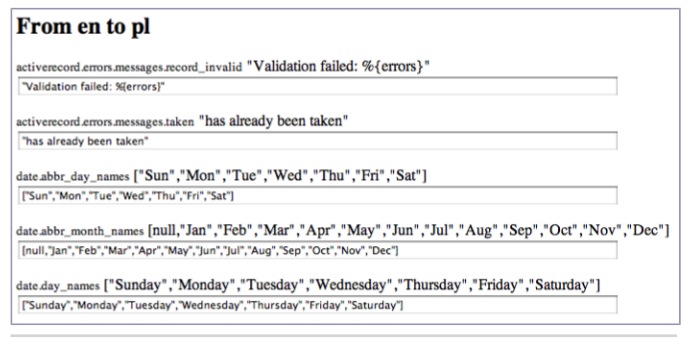 From en to pl
activerecord.errors.messages.record_invalid "Validation failed: %{errors}"
"Validation failed: %{errors}"
activerecord.errors.messages.taken "has already been taken"
"has already been taken"
date.abbr_day_names ["Sun","Mon","Tue","Wed","Thu","Fri","Sat"]
["Sun","Mon","Tue","Wed","Thu","Fri","Sat"]
date.abbr_month_names [null,"Jan","Feb","Mar","Apr","May","Jun","Jul","Aug","Sep","Oct","Nov","Dec"]
[null,"Jan","Feb","Mar","Apr","May","Jun","Jul","Aug","Sep","Oct","Nov","Dec"]
date.day_names ["Sunday","Monday","Tuesday","Wednesday","Thursday","Friday","Saturday"]
["Sunday","Monday","Tuesday","Wednesday","Thursday","Friday","Saturday"]